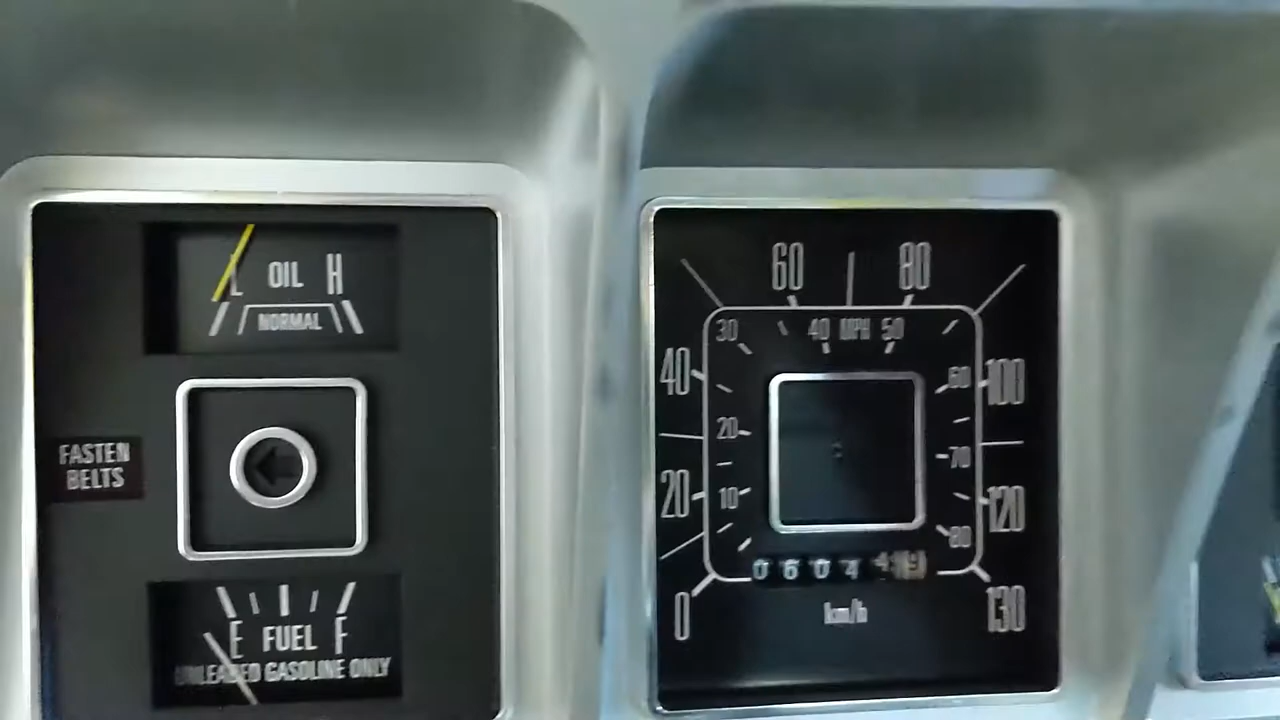 L OIL H
NORMAL
FASTEN
BELTS
E FUEL F
UNLEADED GASOLINE ONLY
60 80
30 40 MPH 50
40 60 100
20
70
20 10 120
80
0 6 0 4 4
0 km/h 130